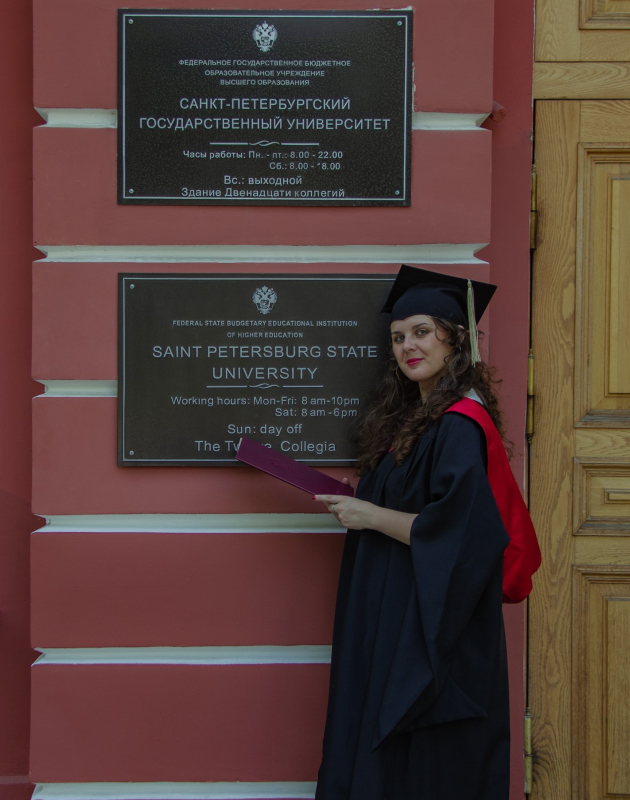 ФЕДЕРАЛЬНОЕ ГОСУДАРСТВЕННОЕ БЮДЖЕТНОЕ
ОБРАЗОВАТЕЛЬНОЕ УЧРЕЖДЕНИЕ
ВЫСШЕГО ОБРАЗОВАНИЯ
САНКТ-ПЕТЕРБУРГСКИЙ
ГОСУДАРСТВЕННЫЙ УНИВЕРСИТЕТ
Часы работы: Пн. - пт.: 8.00 - 22.00
Сб.: 8.00 - 18.00
Вс.: выходной
Здание Двенадцати коллегий
FEDERAL STATE BUDGETARY EDUCATIONAL INSTITUTION
OF HIGHER EDUCATION
SAINT PETERSBURG STATE
UNIVERSITY
Working hours: Mon-Fri: 8 am-10pm
Sat: 8 am-6pm
Sun: day off
The Collegia